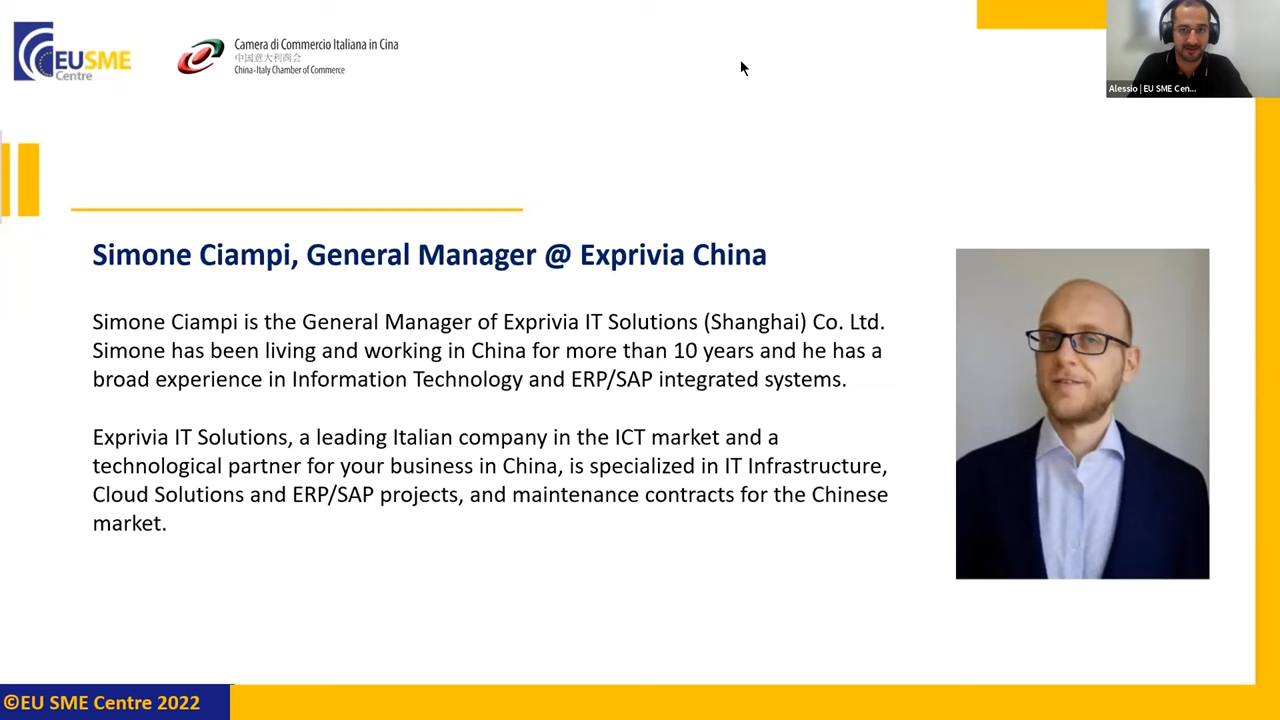 EUSME
Centre
Camera di Commercio Italiana in Cina
中国意大利商会
China-Italy Chamber of Commerce
Alessio | EU SME Cen...
Simone Ciampi, General Manager @ Exprivia China
Simone Ciampi is the General Manager of Exprivia IT Solutions (Shanghai) Co. Ltd.
Simone has been living and working in China for more than 10 years and he has a
broad experience in Information Technology and ERP/SAP integrated systems.
Exprivia IT Solutions, a leading Italian company in the ICT market and a
technological partner for your business in China, is specialized in IT Infrastructure,
Cloud Solutions and ERP/SAP projects, and maintenance contracts for the Chinese
market.
©EU SME Centre 2022